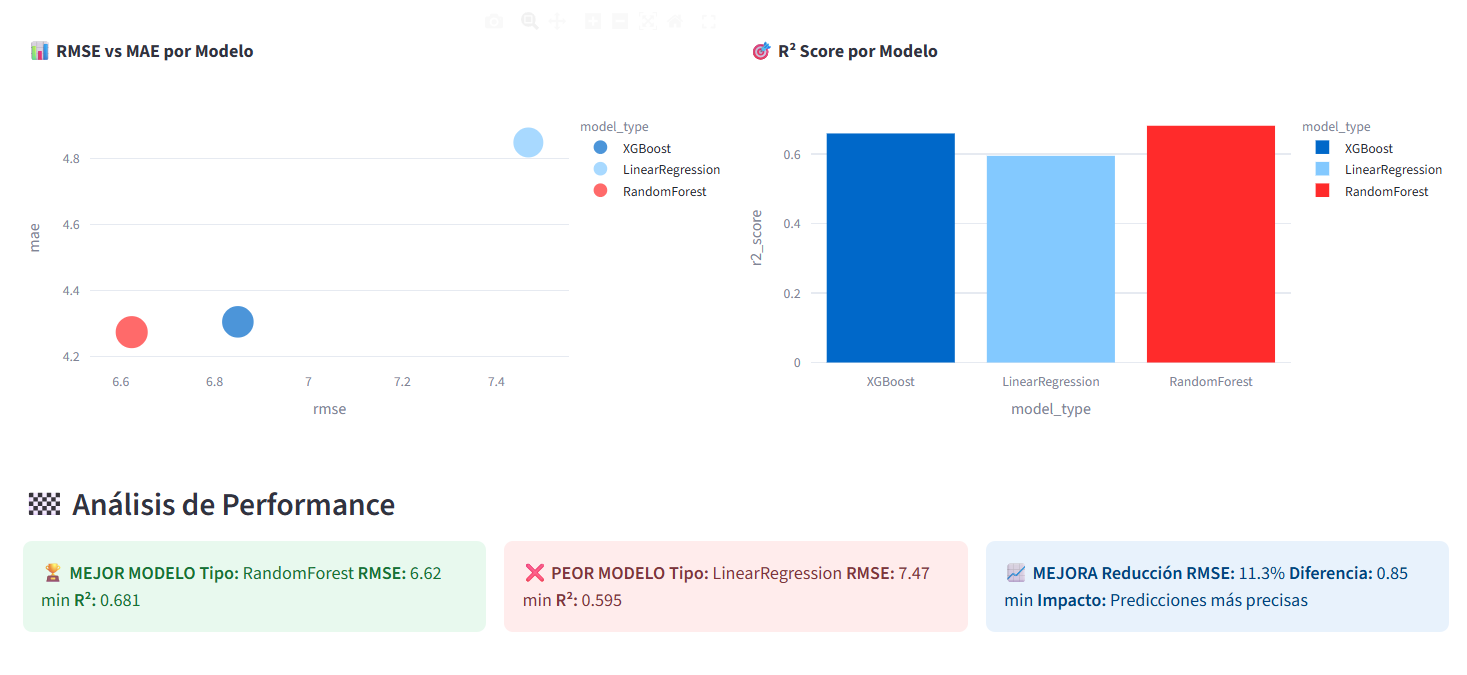 📊 RMSE vs MAE por Modelo
model_type
XGBoost
LinearRegression
RandomForest
mae
4.8
4.6
4.4
4.2
6.6 6.8 7 7.2 7.4
rmse
🎯 R² Score por Modelo
model_type
XGBoost
LinearRegression
RandomForest
r2_score
0.6
0.4
0.2
0
XGBoost LinearRegression RandomForest
model_type
🏁 Análisis de Performance
🏆 MEJOR MODELO Tipo: RandomForest RMSE: 6.62
min R²: 0.681
❌ PEOR MODELO Tipo: LinearRegression RMSE: 7.47
min R²: 0.595
📈 MEJORA Reducción RMSE: 11.3% Diferencia: 0.85
min Impacto: Predicciones más precisas